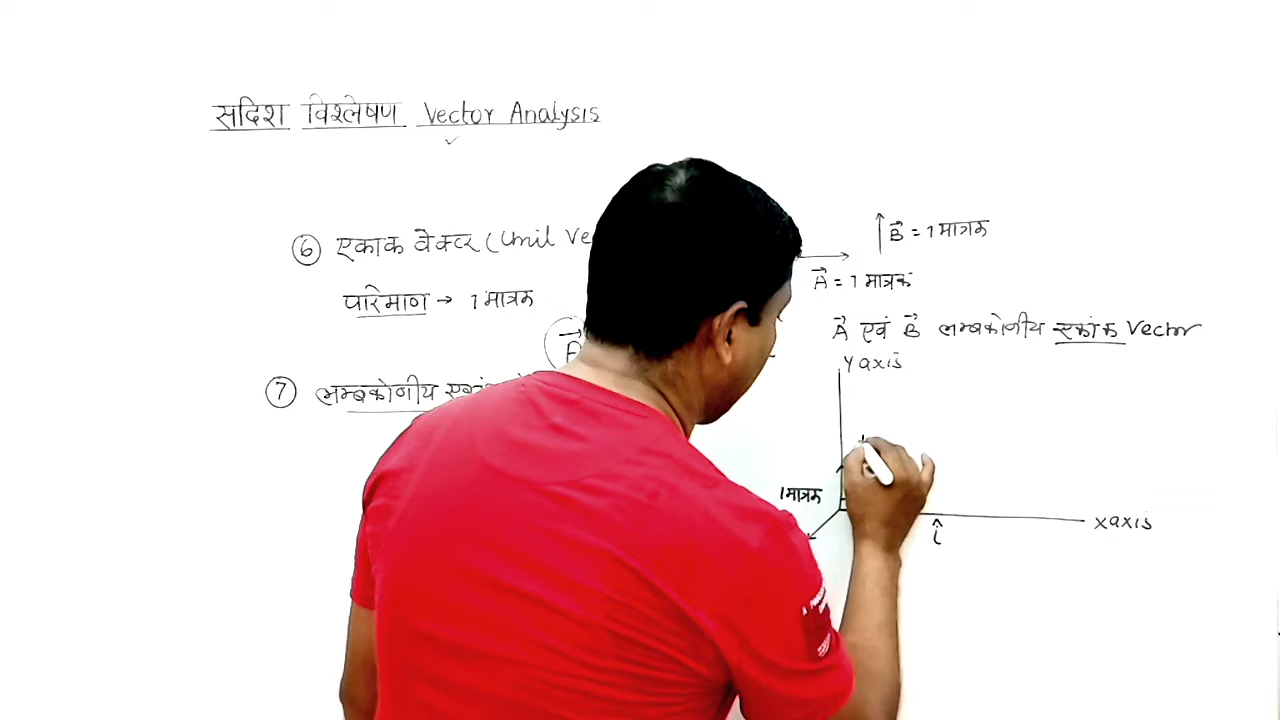 सदिश विश्लेषण Vector Analysis
⑥ एकाक वेक्टर (Unit Ve
परिमाण → 1 मात्रक
A⃗ = 1 मात्रक
B⃗ = 1 मात्रक
A⃗ एवं B⃗ लम्बकोणीय एकांक Vector
⑦ लम्बकोणीय
y axis
1 मात्रक
x axis
î